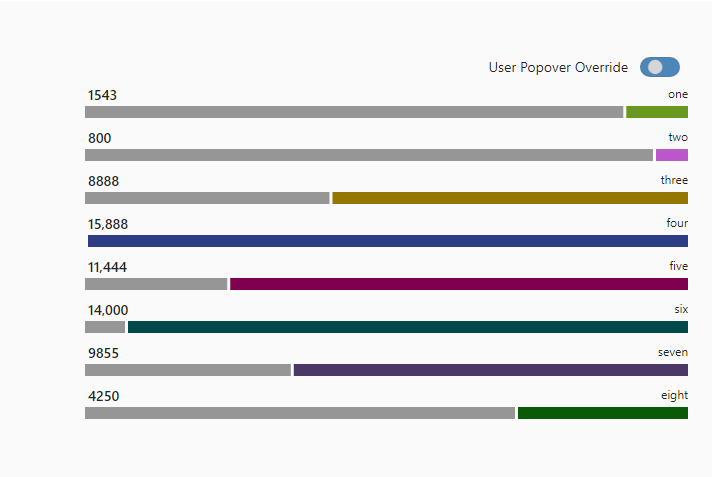 User Popover Override
1543 one
800 two
8888 three
15,888 four
11,444 five
14,000 six
9855 seven
4250 eight